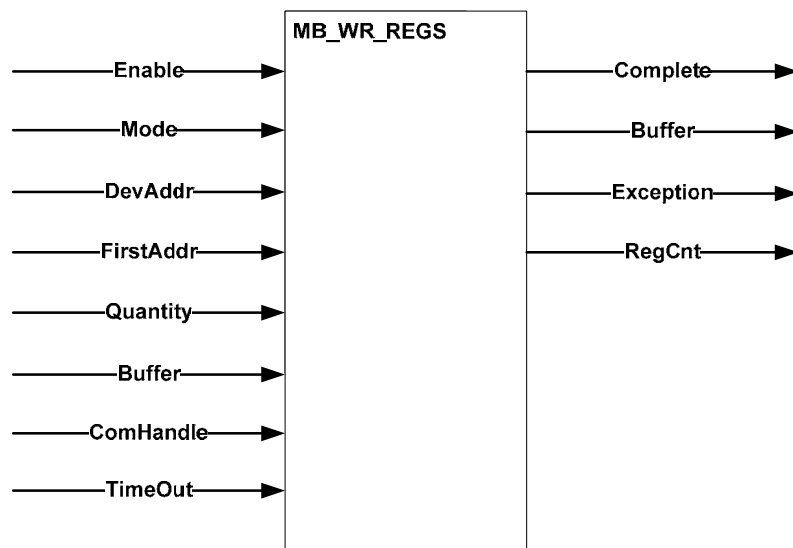 MB_WR_REGS
Enable
Mode
DevAddr
FirstAddr
Quantity
Buffer
ComHandle
TimeOut
Complete
Buffer
Exception
RegCnt